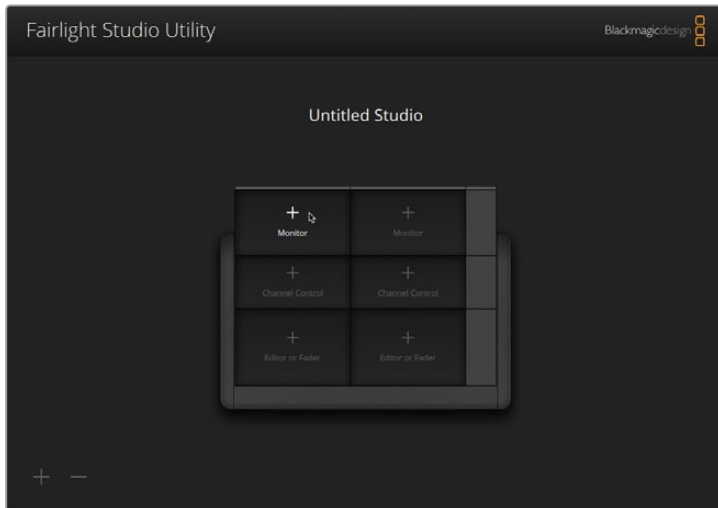 Fairlight Studio Utility
Blackmagicdesign
Untitled Studio
Monitor
Monitor
Channel Control
Channel Control
Editor or Fader
Editor or Fader